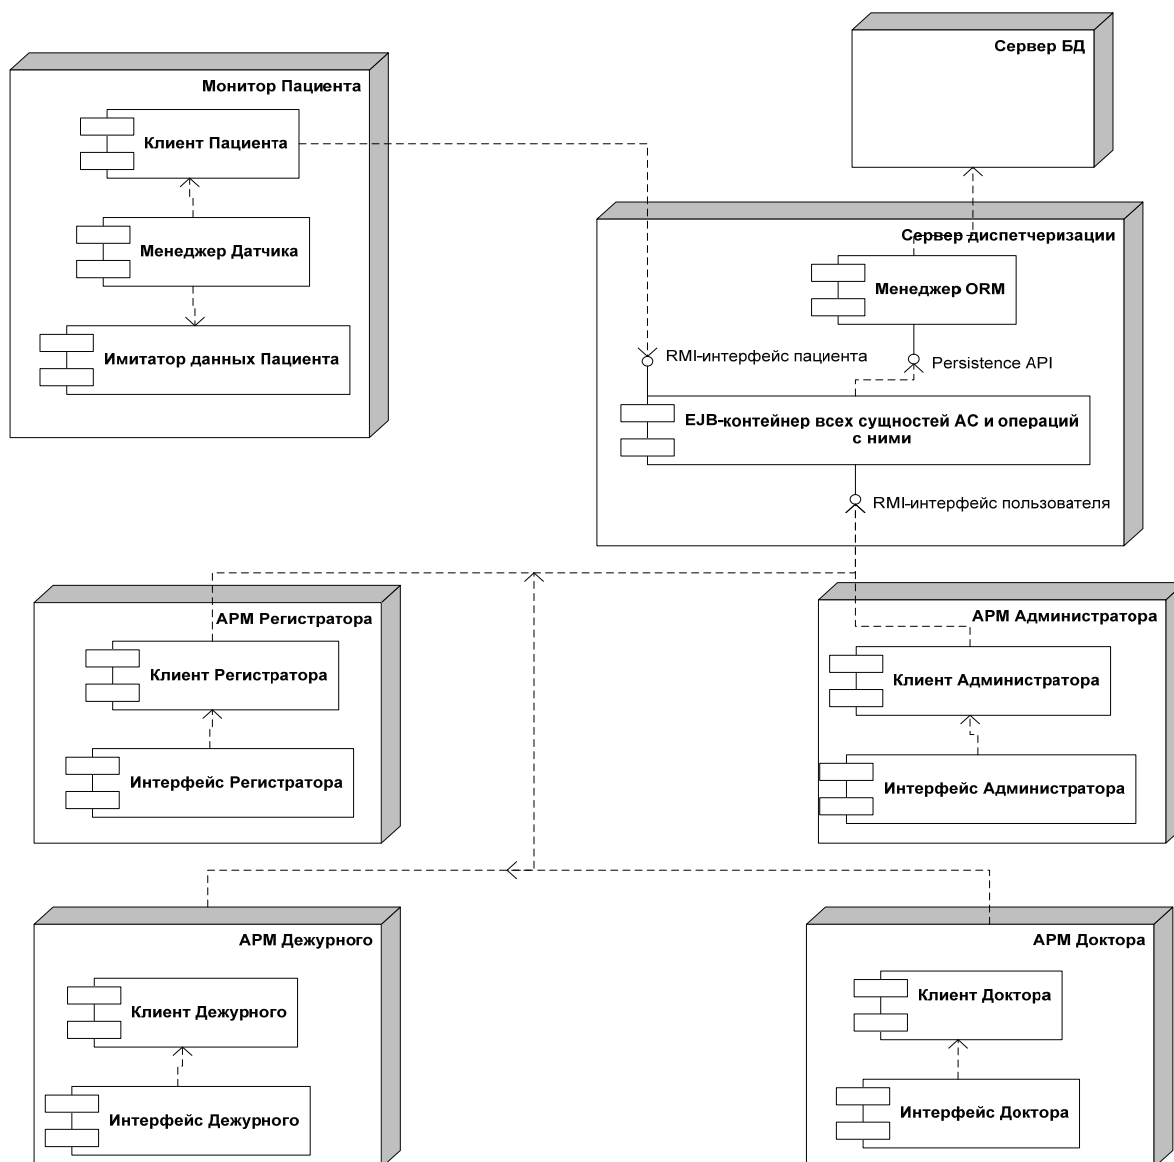 Сервер БД
Монитор Пациента
Клиент Пациента
Менеджер Датчика
Имитатор данных Пациента
Сервер диспетчеризации
Менеджер ORM
RMI-интерфейс пациента
Persistence API
EJB-контейнер всех сущностей АС и операций
с ними
RMI-интерфейс пользователя
АРМ Регистратора
Клиент Регистратора
Интерфейс Регистратора
АРМ Администратора
Клиент Администратора
Интерфейс Администратора
АРМ Дежурного
Клиент Дежурного
Интерфейс Дежурного
АРМ Доктора
Клиент Доктора
Интерфейс Доктора